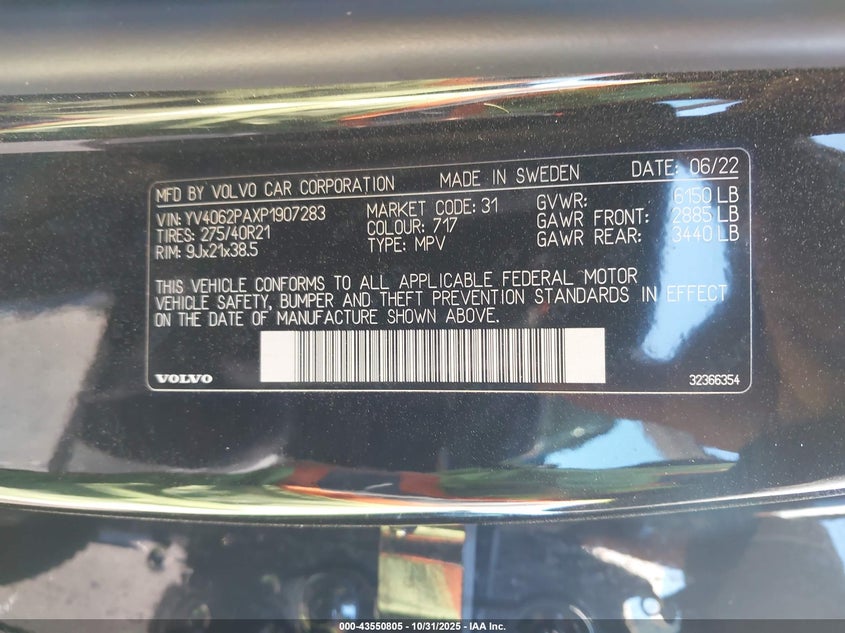 MFD BY VOLVO CAR CORPORATION MADE IN SWEDEN DATE: 06/22
VIN: YV4062PAXP1907283 MARKET CODE: 31 GVWR: 6150 LB
TIRES: 275/40R21 COLOUR: 717 GAWR FRONT: 2885 LB
RIM: 9Jx21x38.5 TYPE: MPV GAWR REAR: 3440 LB
THIS VEHICLE CONFORMS TO ALL APPLICABLE FEDERAL MOTOR
VEHICLE SAFETY, BUMPER AND THEFT PREVENTION STANDARDS IN EFFECT
ON THE DATE OF MANUFACTURE SHOWN ABOVE.
VOLVO 32366354
000-43550805 - 10/31/2025 - IAA Inc.